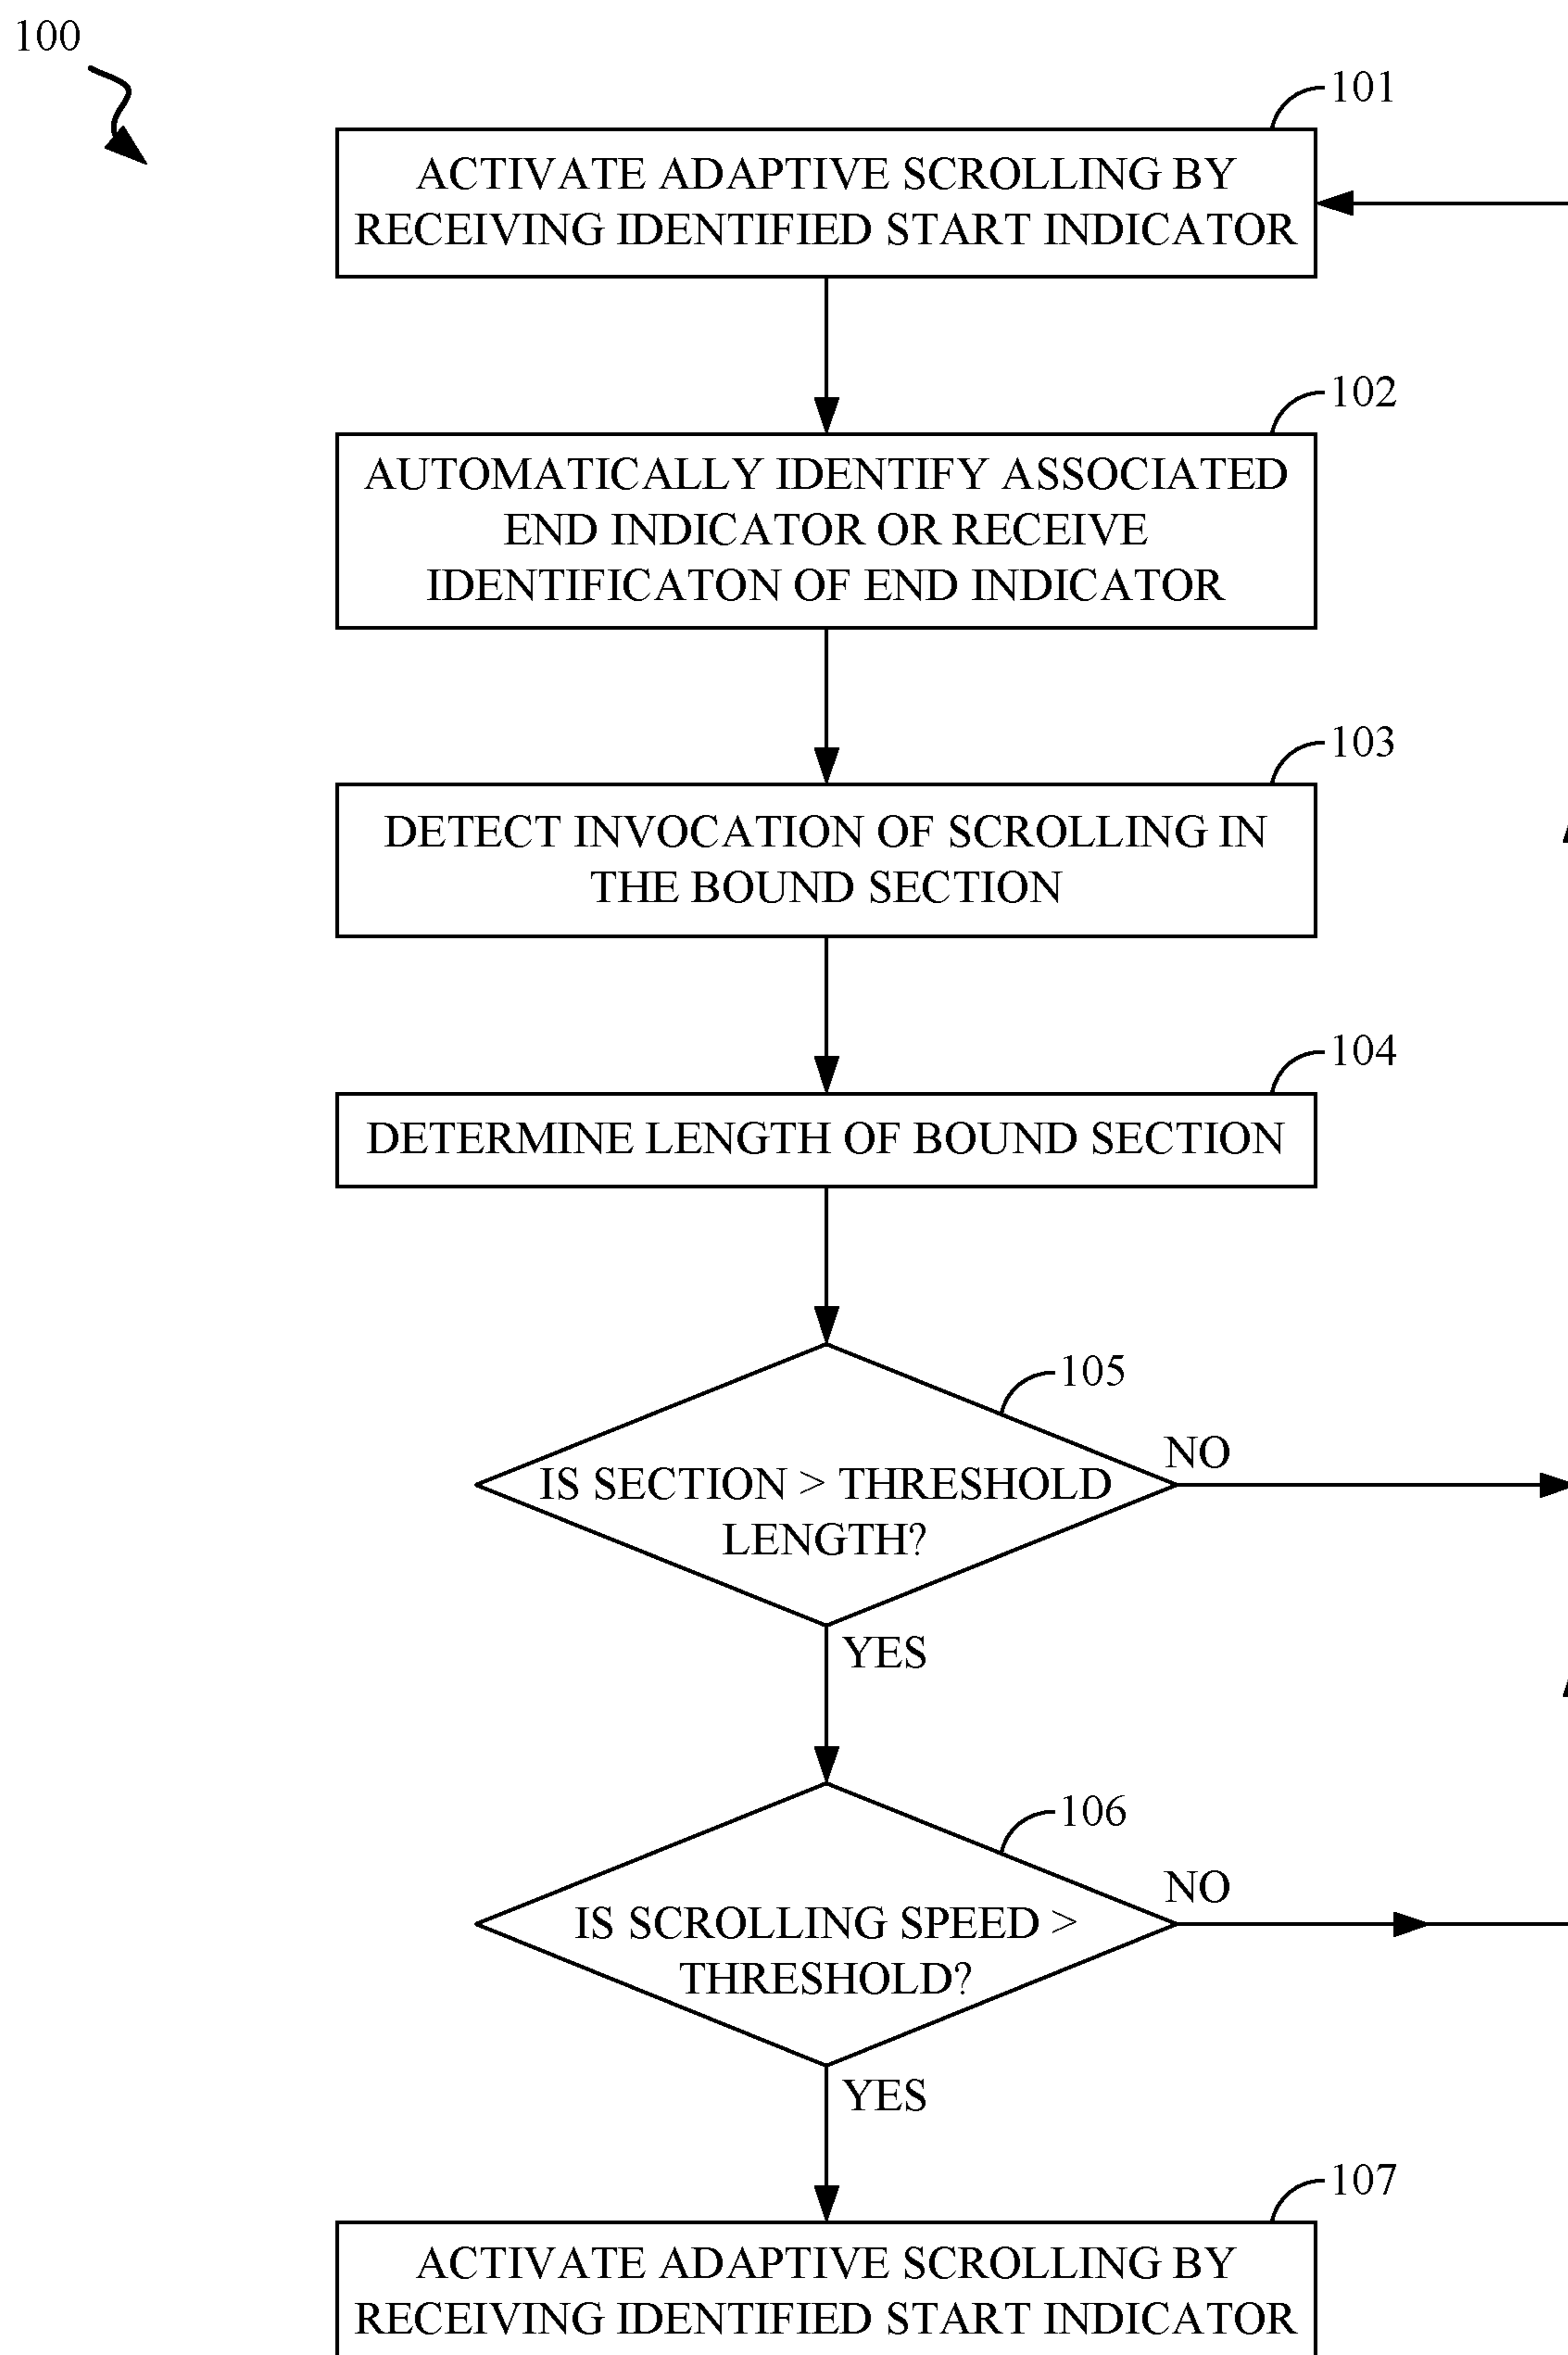 100
101
ACTIVATE ADAPTIVE SCROLLING BY
RECEIVING IDENTIFIED START INDICATOR
102
AUTOMATICALLY IDENTIFY ASSOCIATED
END INDICATOR OR RECEIVE
IDENTIFICATON OF END INDICATOR
103
DETECT INVOCATION OF SCROLLING IN
THE BOUND SECTION
104
DETERMINE LENGTH OF BOUND SECTION
105
NO
IS SECTION > THRESHOLD
LENGTH?
YES
106
NO
IS SCROLLING SPEED >
THRESHOLD?
YES
107
ACTIVATE ADAPTIVE SCROLLING BY
RECEIVING IDENTIFIED START INDICATOR